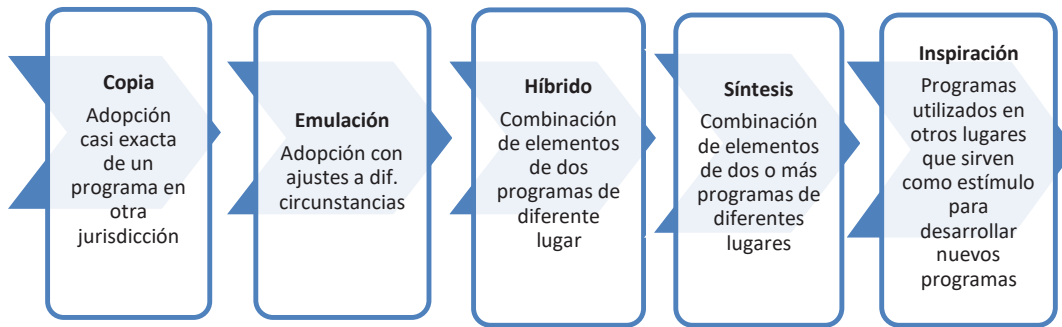 Copia
Adopción
casi exacta
de un
programa en
otra
jurisdicción
Emulación
Adopción con
ajustes a dif.
circunstancias
Híbrido
Combinación
de elementos
de dos
programas de
diferente
lugar
Síntesis
Combinación
de elementos
de dos o más
programas de
diferentes
lugares
Inspiración
Programas
utilizados en
otros lugares
que sirven
como estímulo
para
desarrollar
nuevos
programas